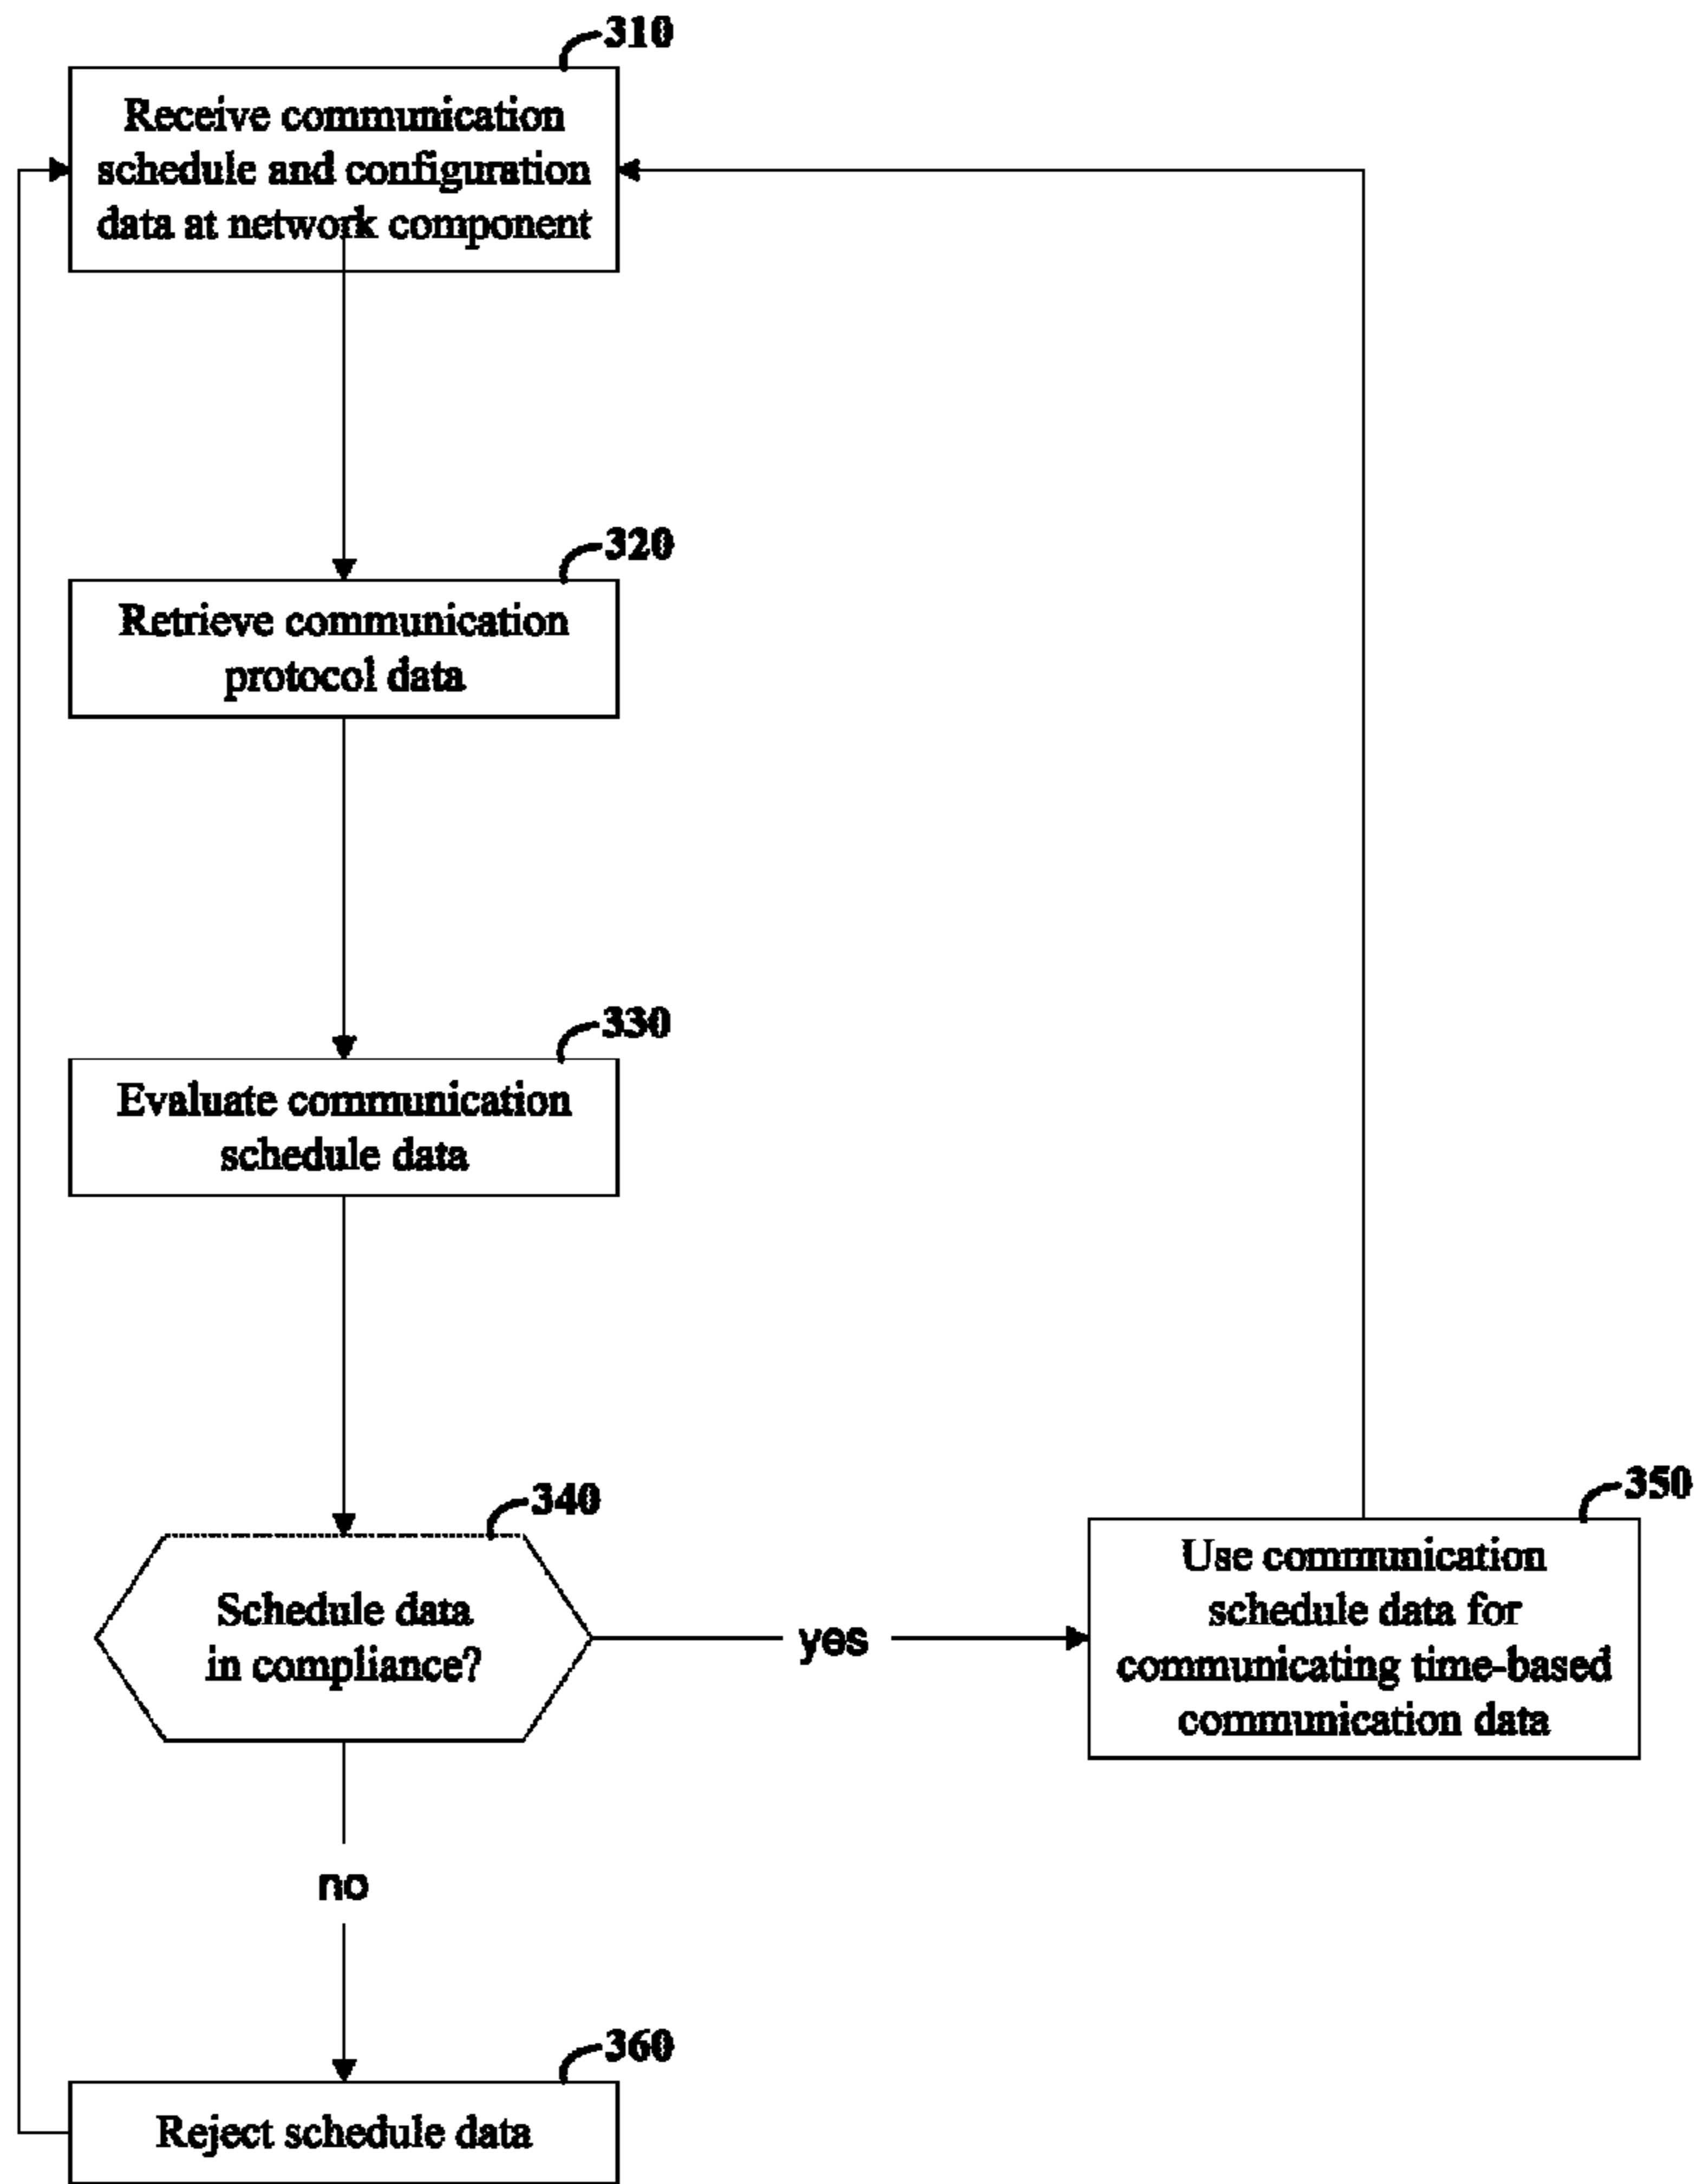 310
Receive communication
schedule and configuration
data at network component
320
Retrieve communication
protocol data
330
Evaluate communication
schedule data
340
Schedule data
in compliance?
yes
350
Use communication
schedule data for
communicating time-based
communication data
no
360
Reject schedule data